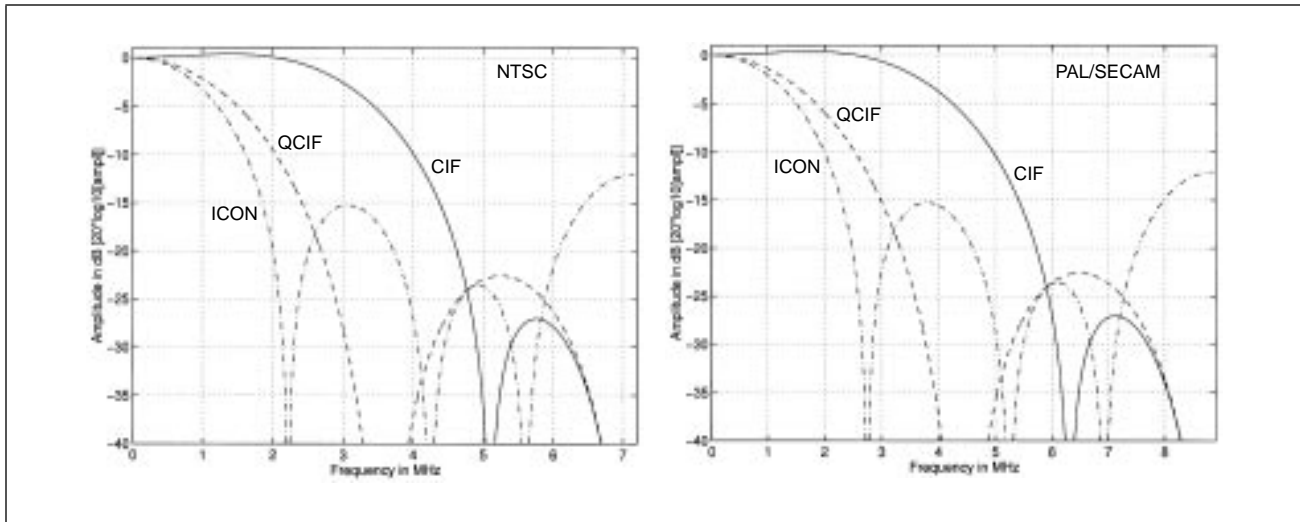 NTSC
QCIF
CIF
ICON
Amplitude in dB [20*log10[ampl]]
0
−5
−10
−15
−20
−25
−30
−35
−40
0 1 2 3 4 5 6 7
Frequency in MHz
PAL/SECAM
QCIF
ICON
CIF
Amplitude in dB [20*log10[ampl]]
0
−5
−10
−15
−20
−25
−30
−35
−40
0 1 2 3 4 5 6 7 8
Frequency in MHz